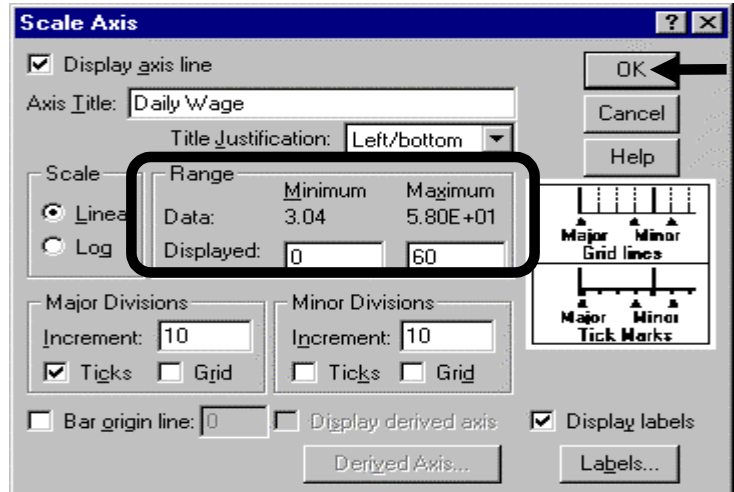 Scale Axis
Display axis line
OK
Axis Title: Daily Wage
Cancel
Title Justification: Left/bottom
Help
Scale
Range
Minimum Maximum
Linear
Data: 3.04 5.80E+01
Log
Displayed: 0 60
Major Minor
Grid lines
Major Minor
Tick Marks
Major Divisions
Minor Divisions
Increment: 10
Increment: 10
Ticks Grid
Ticks Grid
Bar origin line: 0
Display derived axis
Display labels
Derived Axis...
Labels...